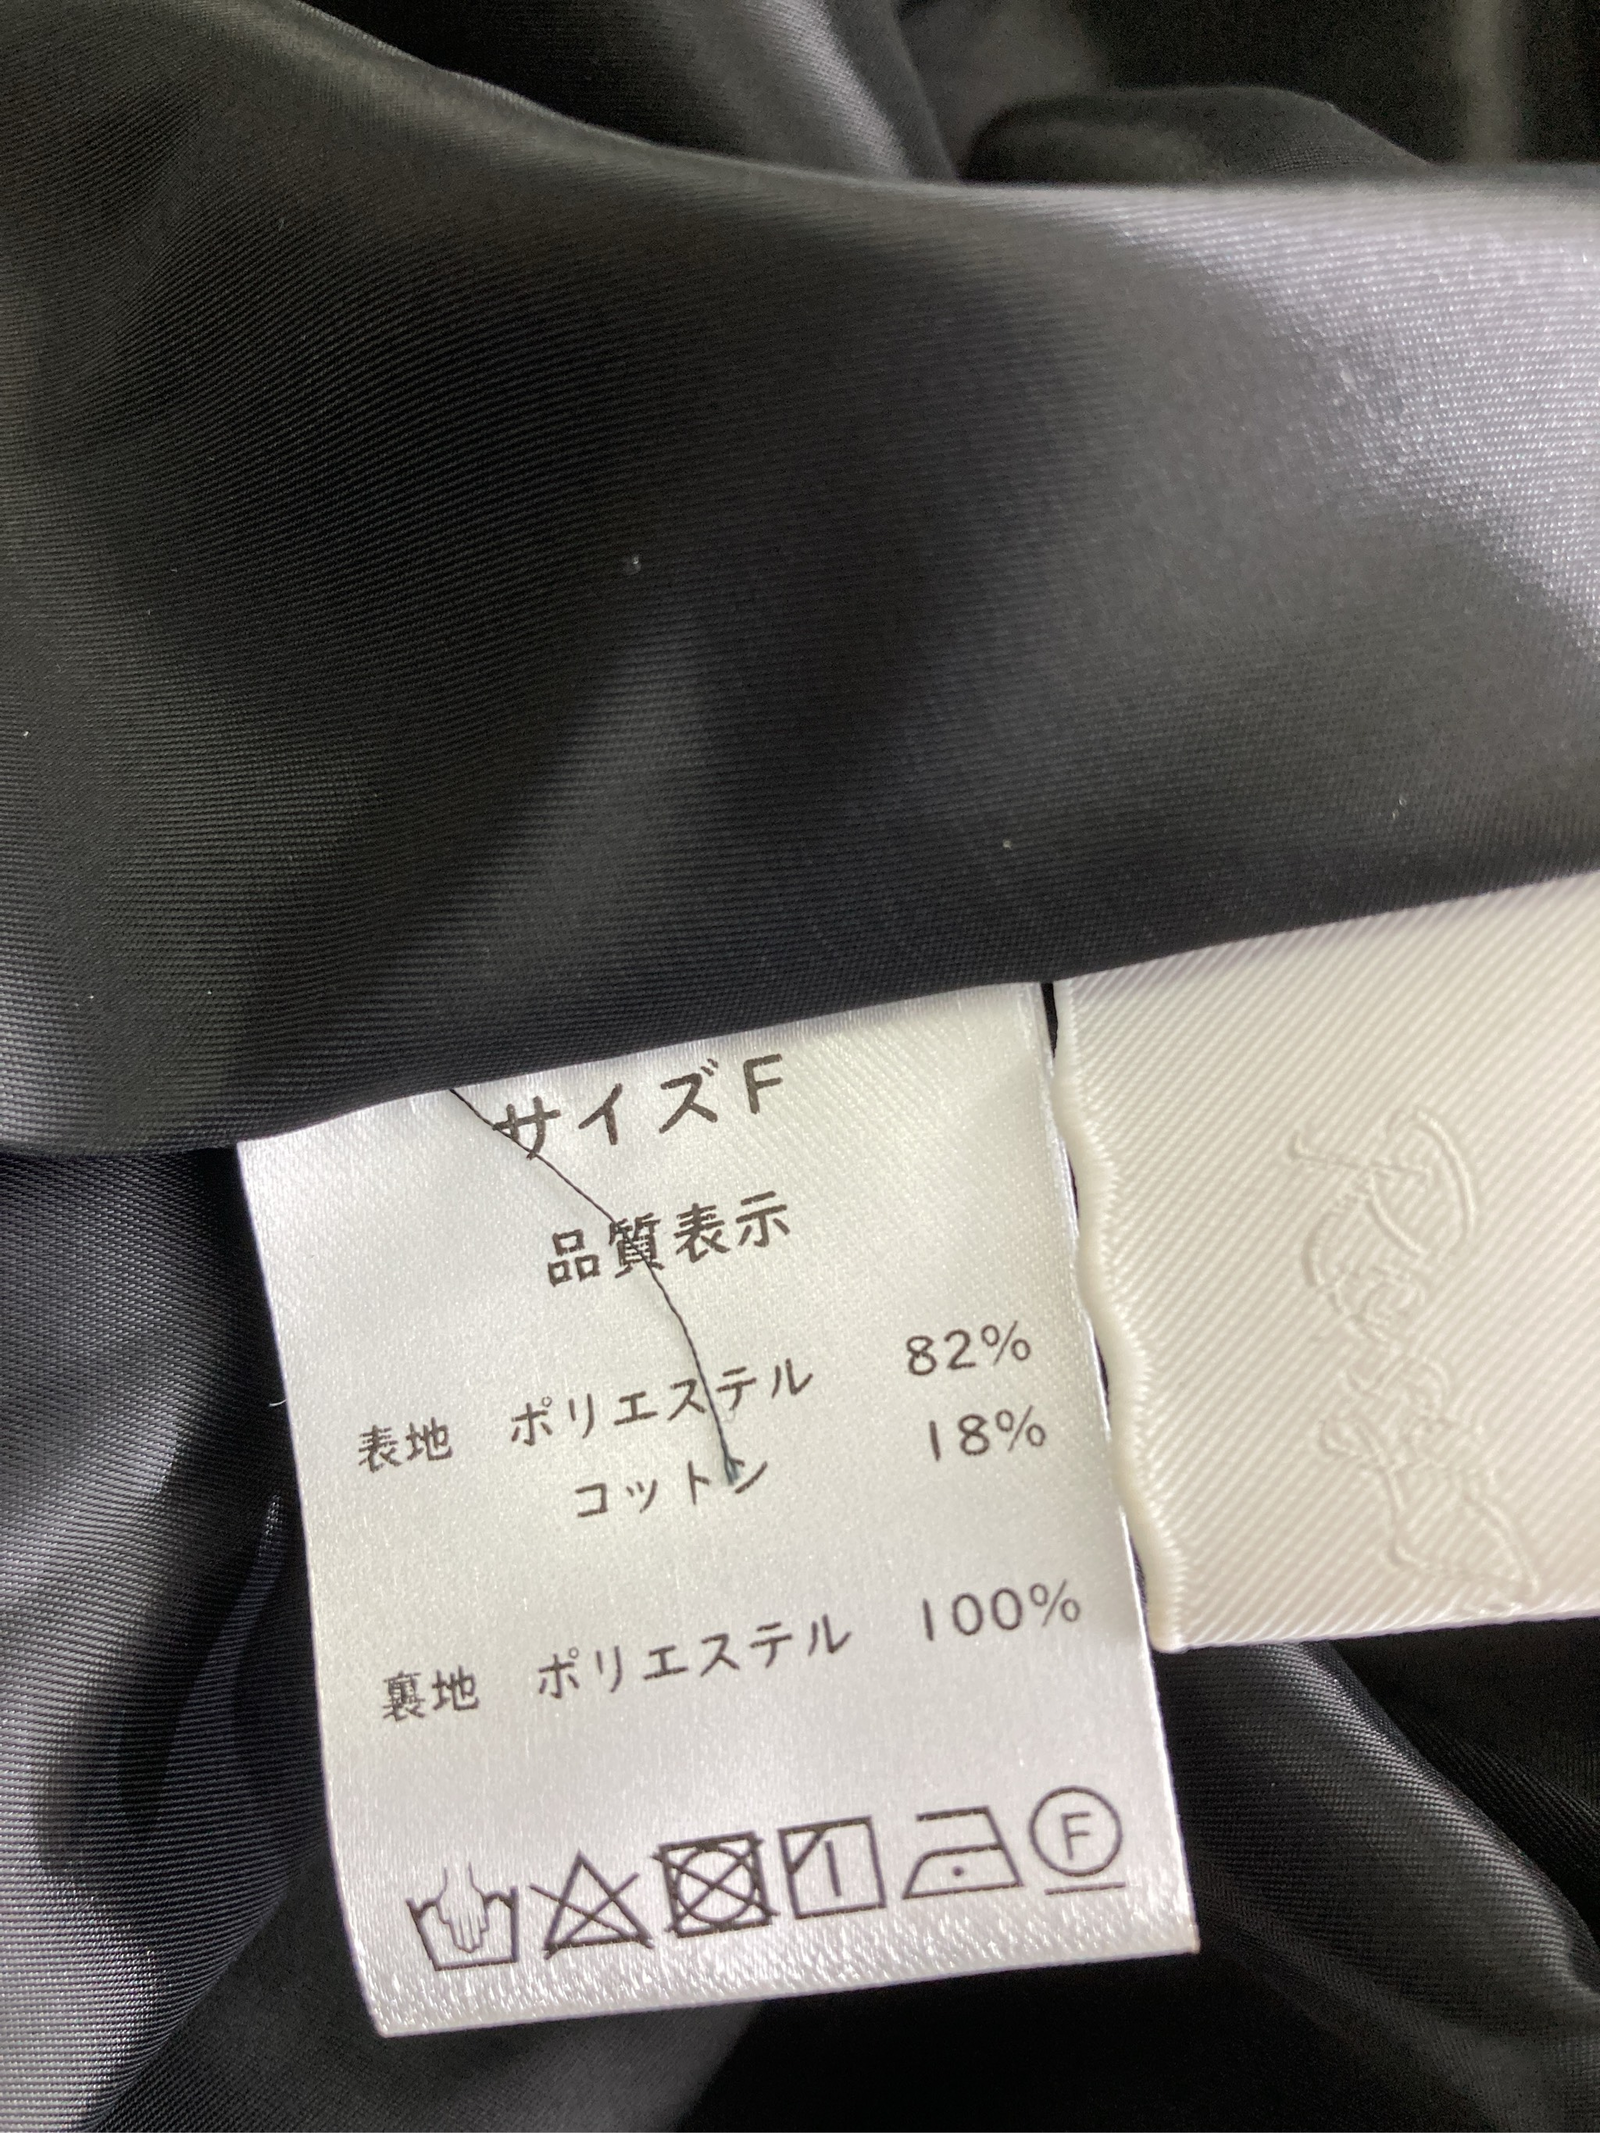 サイズF
品質表示
表地 ポリエステル 82%
コットン 18%
裏地 ポリエステル 100%
F